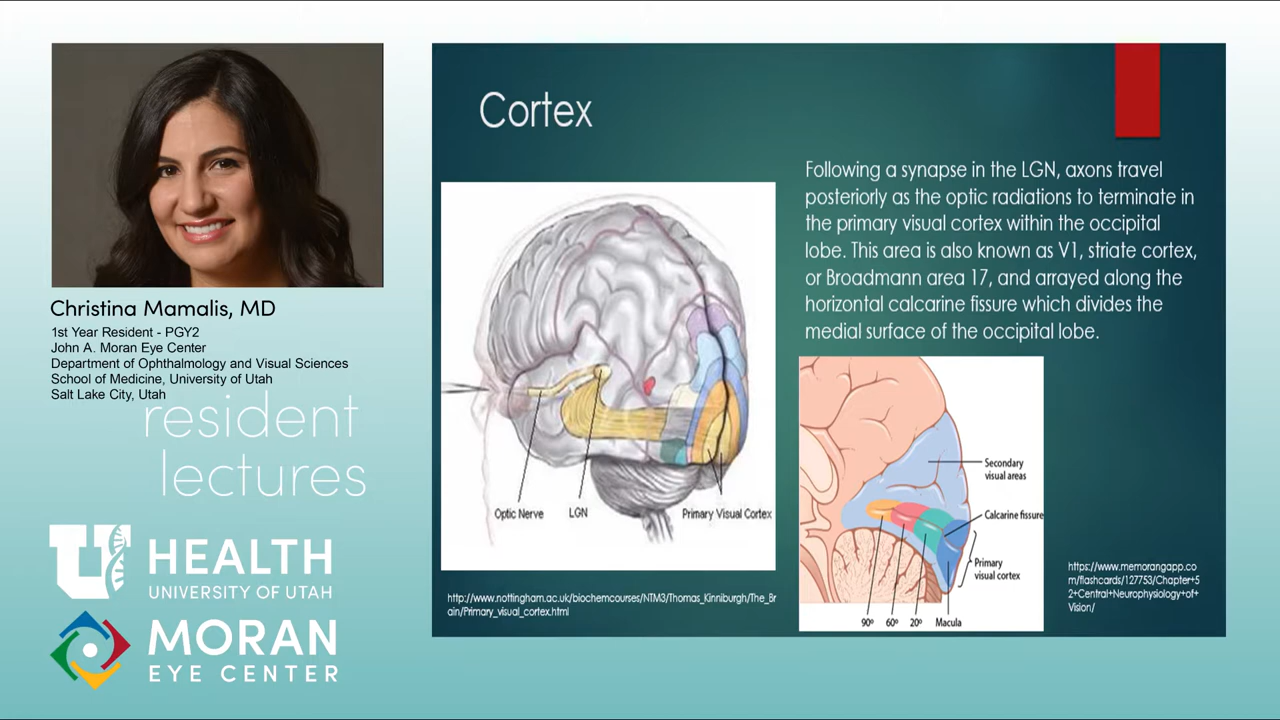 Christina Mamalis, MD
1st Year Resident - PGY2
John A. Moran Eye Center
Department of Ophthalmology and Visual Sciences
School of Medicine, University of Utah
Salt Lake City, Utah
resident
lectures
U
HEALTH
UNIVERSITY OF UTAH
MORAN
EYE CENTER
Cortex
Following a synapse in the LGN, axons travel
posteriorly as the optic radiations to terminate in
the primary visual cortex within the occipital
lobe. This area is also known as V1, striate cortex,
or Broadmann area 17, and arrayed along the
horizontal calcarine fissure which divides the
medial surface of the occipital lobe.
Optic Nerve
LGN
Primary Visual Cortex
http://www.nottingham.ac.uk/biochemcourses/NTM3/Thomas_Kinniburgh/The_Br
ain/Primary_visual_cortex.html
Secondary
visual areas
Calcarine fissure
Primary
visual cortex
90º
60º
20º
Macula
https://www.memorangapp.co
m/flashcards/127753/Chapter+5
2+Central+Neurophysiology+of+
Vision/